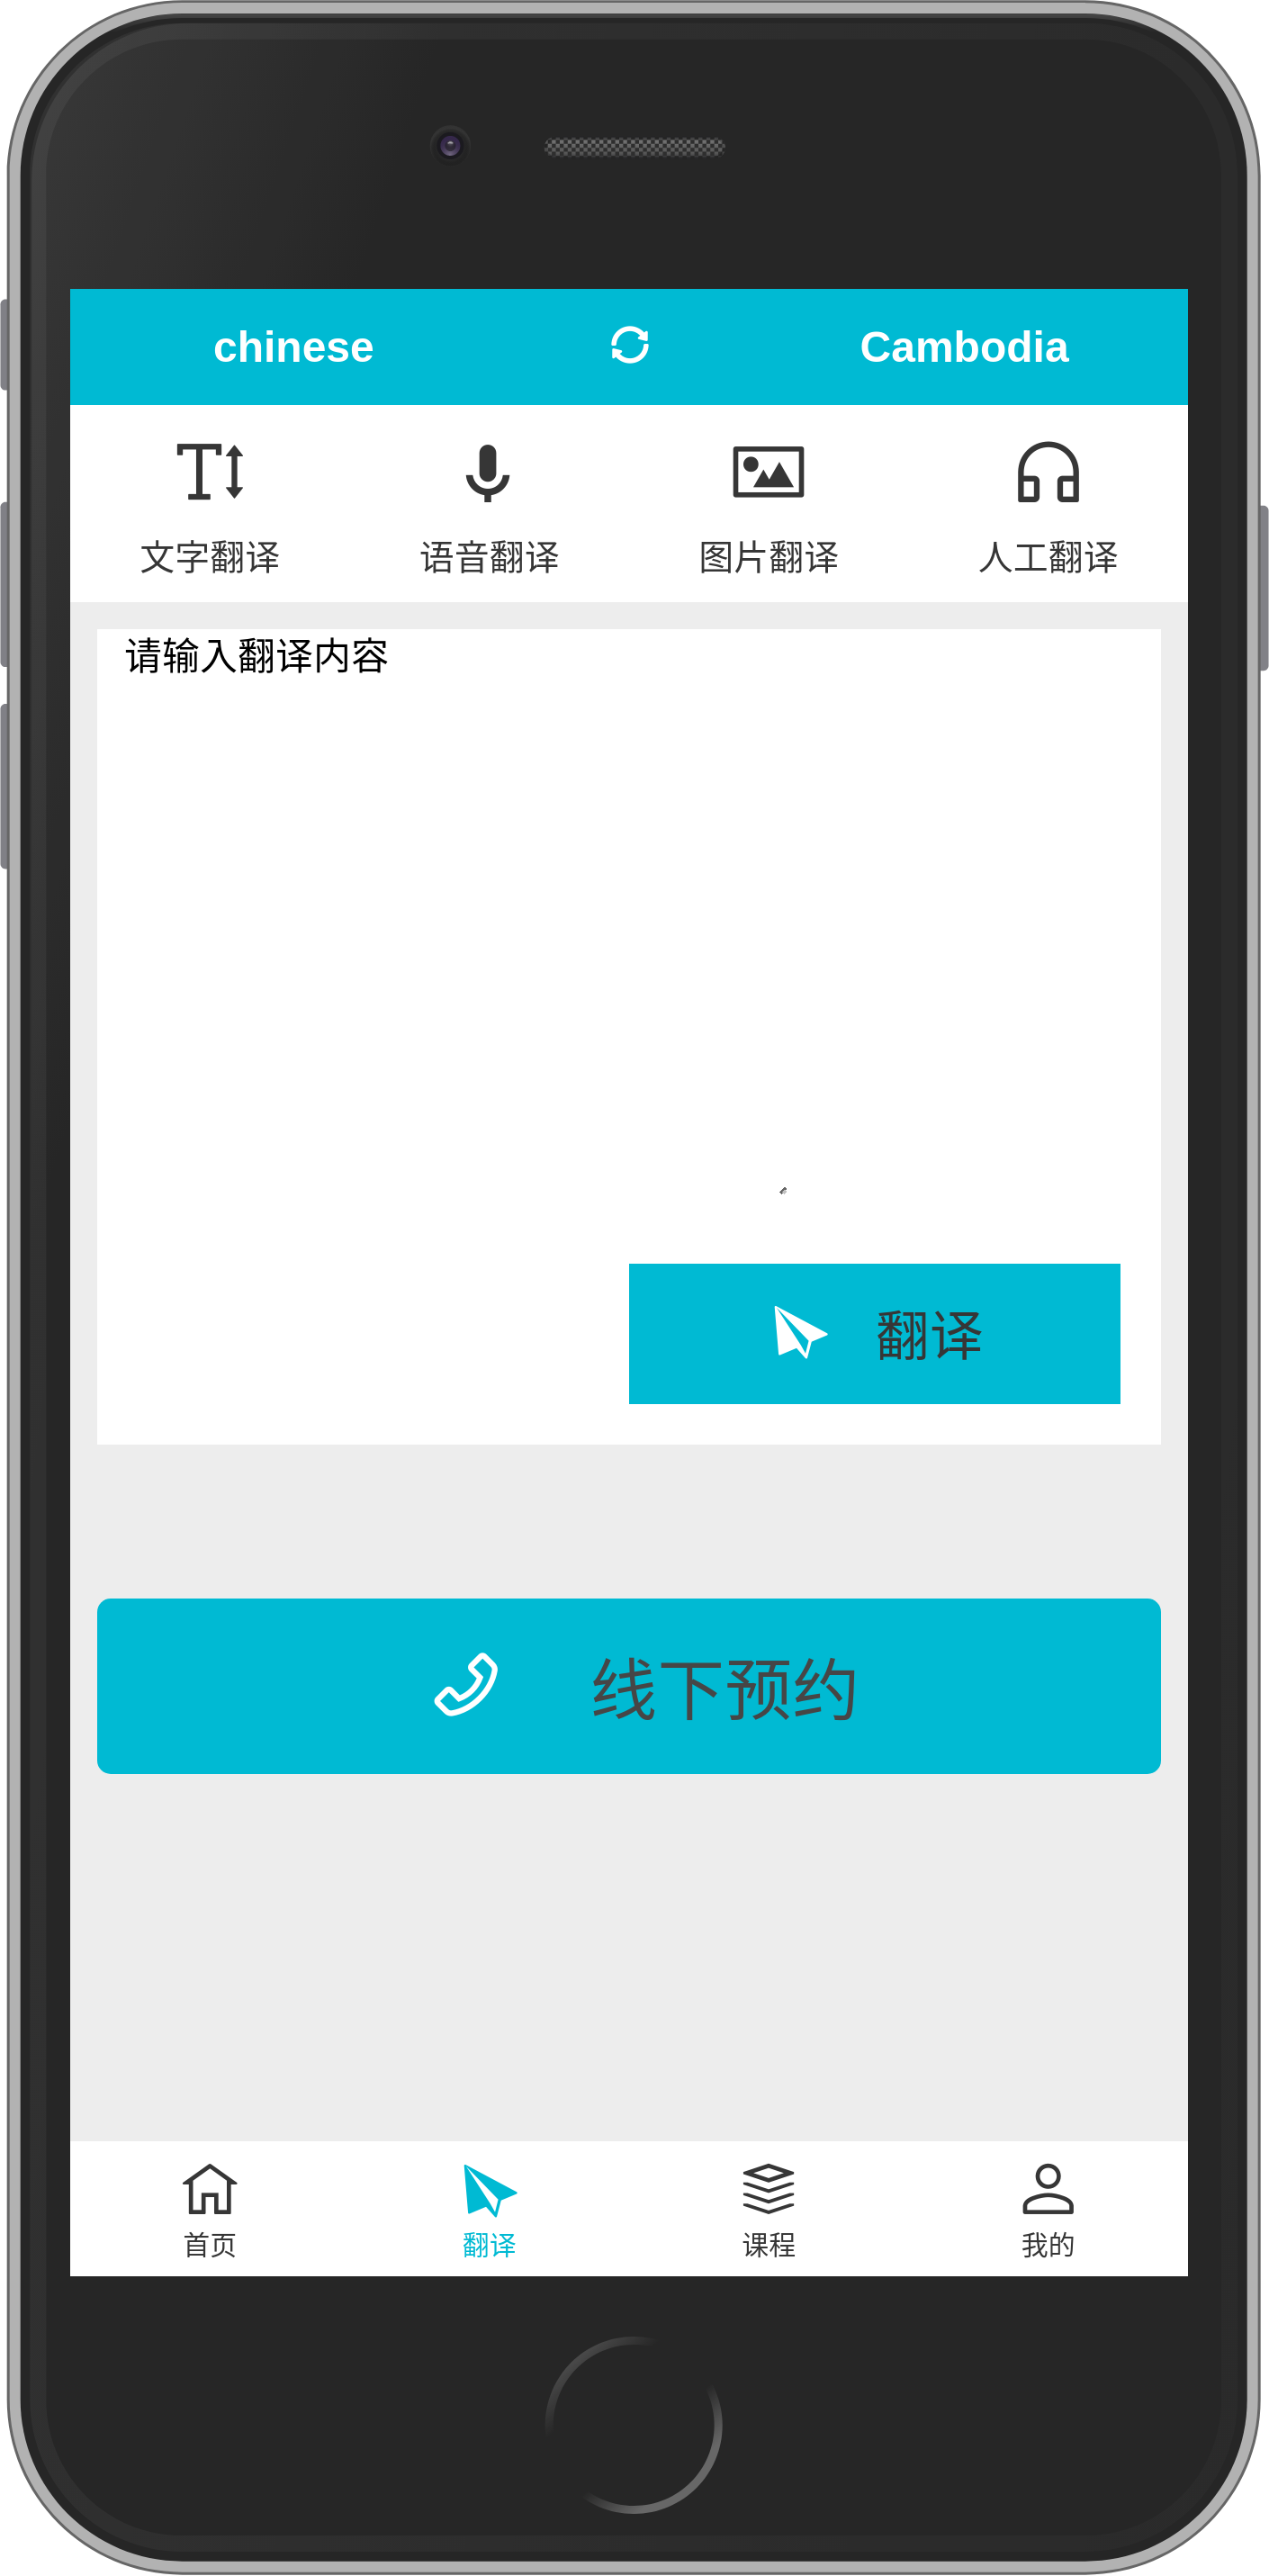 chinese Cambodia
文字翻译 语音翻译 图片翻译 人工翻译
请输入翻译内容
翻译
线下预约
首页 翻译 课程 我的